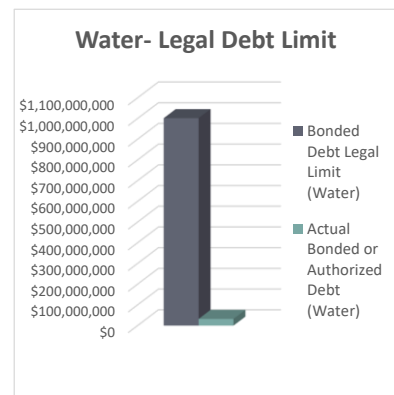 Water- Legal Debt Limit
$1,100,000,000
$1,000,000,000
$900,000,000
$800,000,000
$700,000,000
$600,000,000
$500,000,000
$400,000,000
$300,000,000
$200,000,000
$100,000,000
$0
Bonded
Debt Legal
Limit
(Water)
Actual
Bonded or
Authorized
Debt
(Water)